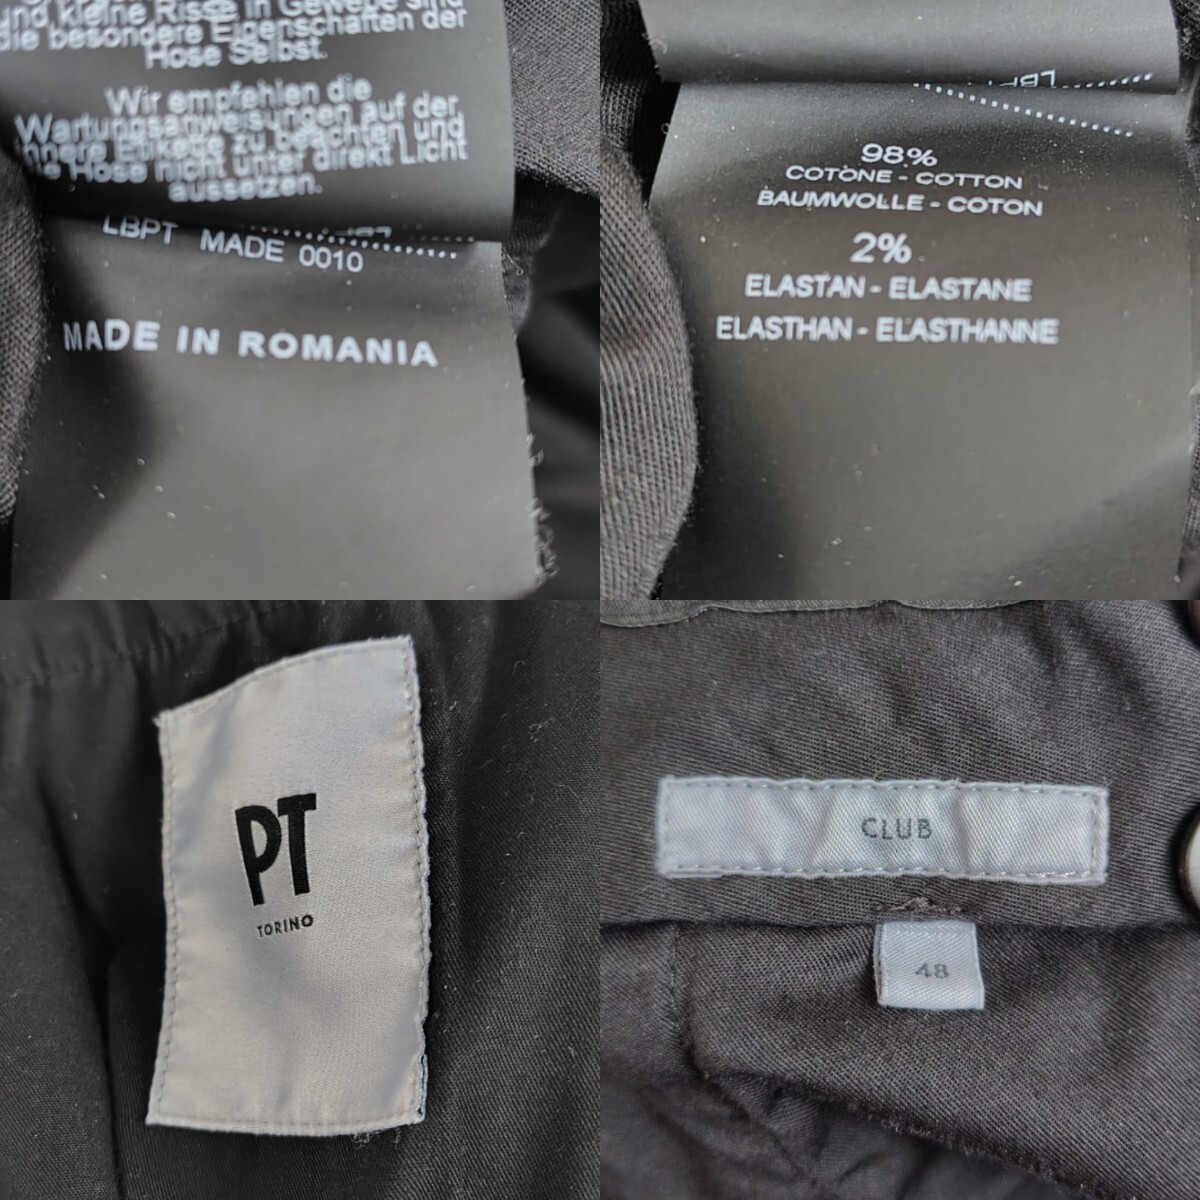 und kleine Risse in Gewebe sind
die besondere Eigenschaften der
Hose Selbst.
Wir empfehlen die
Wartungsanweisungen auf der
innere Etikette zu beachten und
die Hose nicht unter direkt Licht
aussetzen.
LBPT MADE 0010
MADE IN ROMANIA
LBPT
98%
COTONE - COTTON
BAUMWOLLE - COTON
2%
ELASTAN - ELASTANE
ELASTHAN - ELASTHANNE
PT
TORINO
CLUB
48